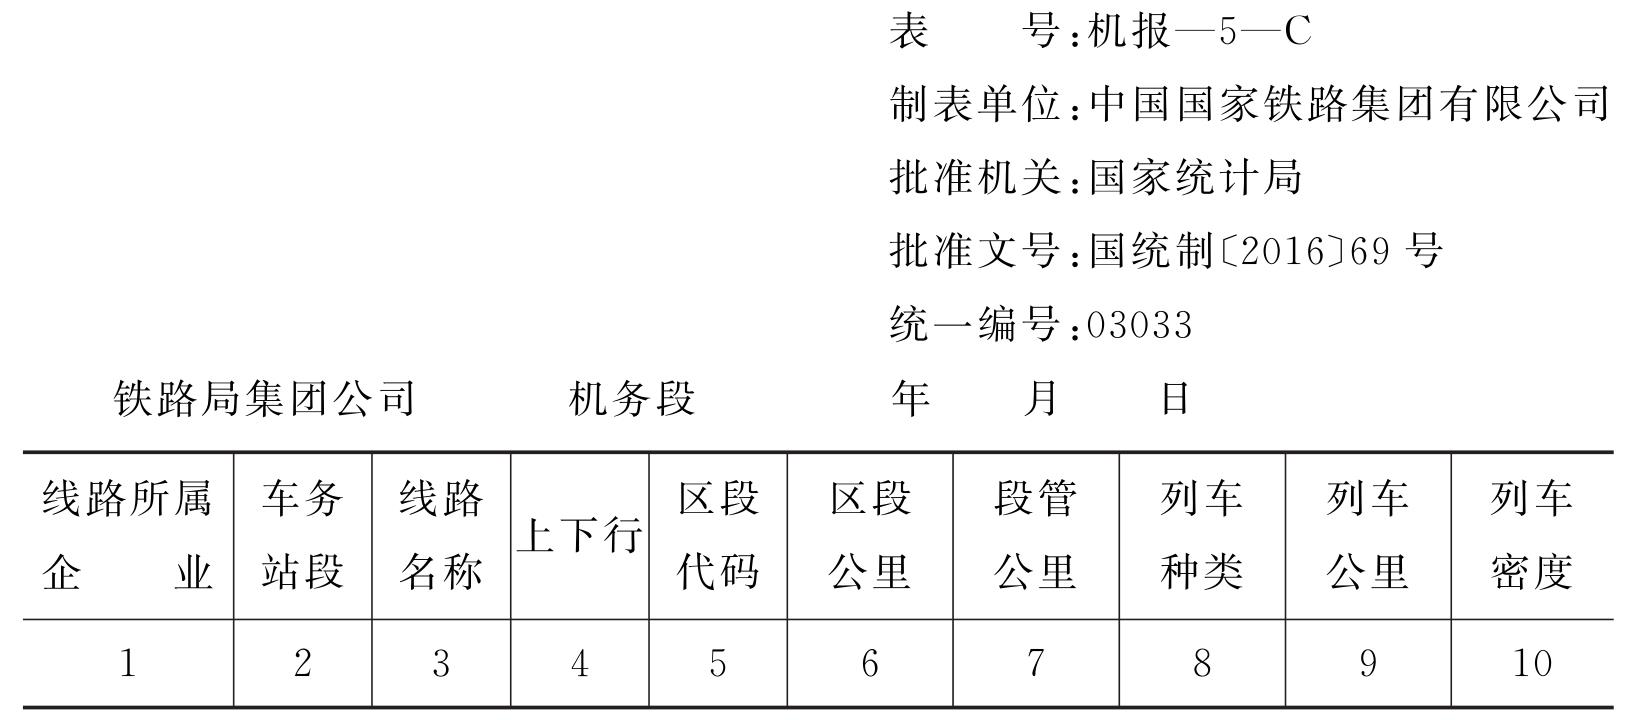 表 号:机报—5—C
制表单位:中国国家铁路集团有限公司
批准机关:国家统计局
批准文号:国统制〔2016〕69 号
统一编号:03033
铁路局集团公司 机务段 年 月 日
线路所属 车务 线路 上下行 区段 区段 段管 列车 列车 列车
企 业 站段 名称 代码 公里 公里 种类 公里 密度
1 2 3 4 5 6 7 8 9 10